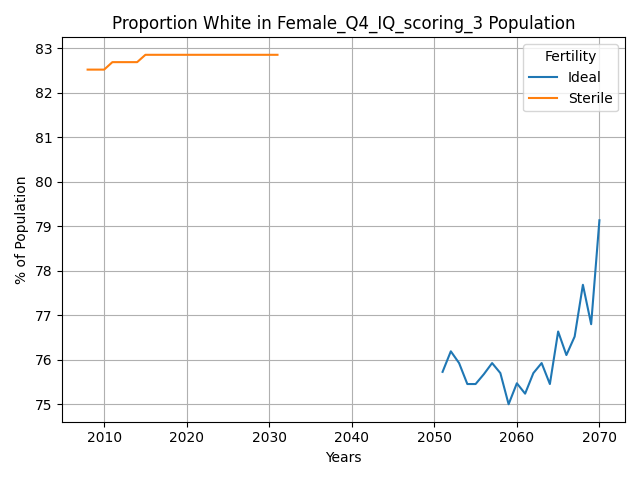 Proportion White in Female_Q4_IQ_scoring_3 Population
83
82
81
80
79
78
77
76
75
% of Population
Fertility
Ideal
Sterile
2010 2020 2030 2040 2050 2060 2070
Years